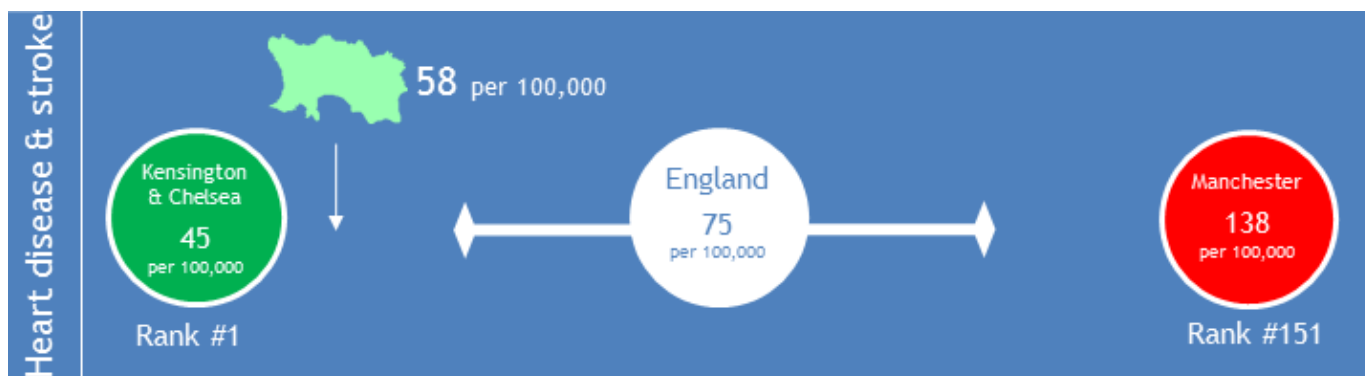 Heart disease & stroke
58 per 100,000
Kensington
& Chelsea
45
per 100,000
Rank #1
England
75
per 100,000
Manchester
138
per 100,000
Rank #151